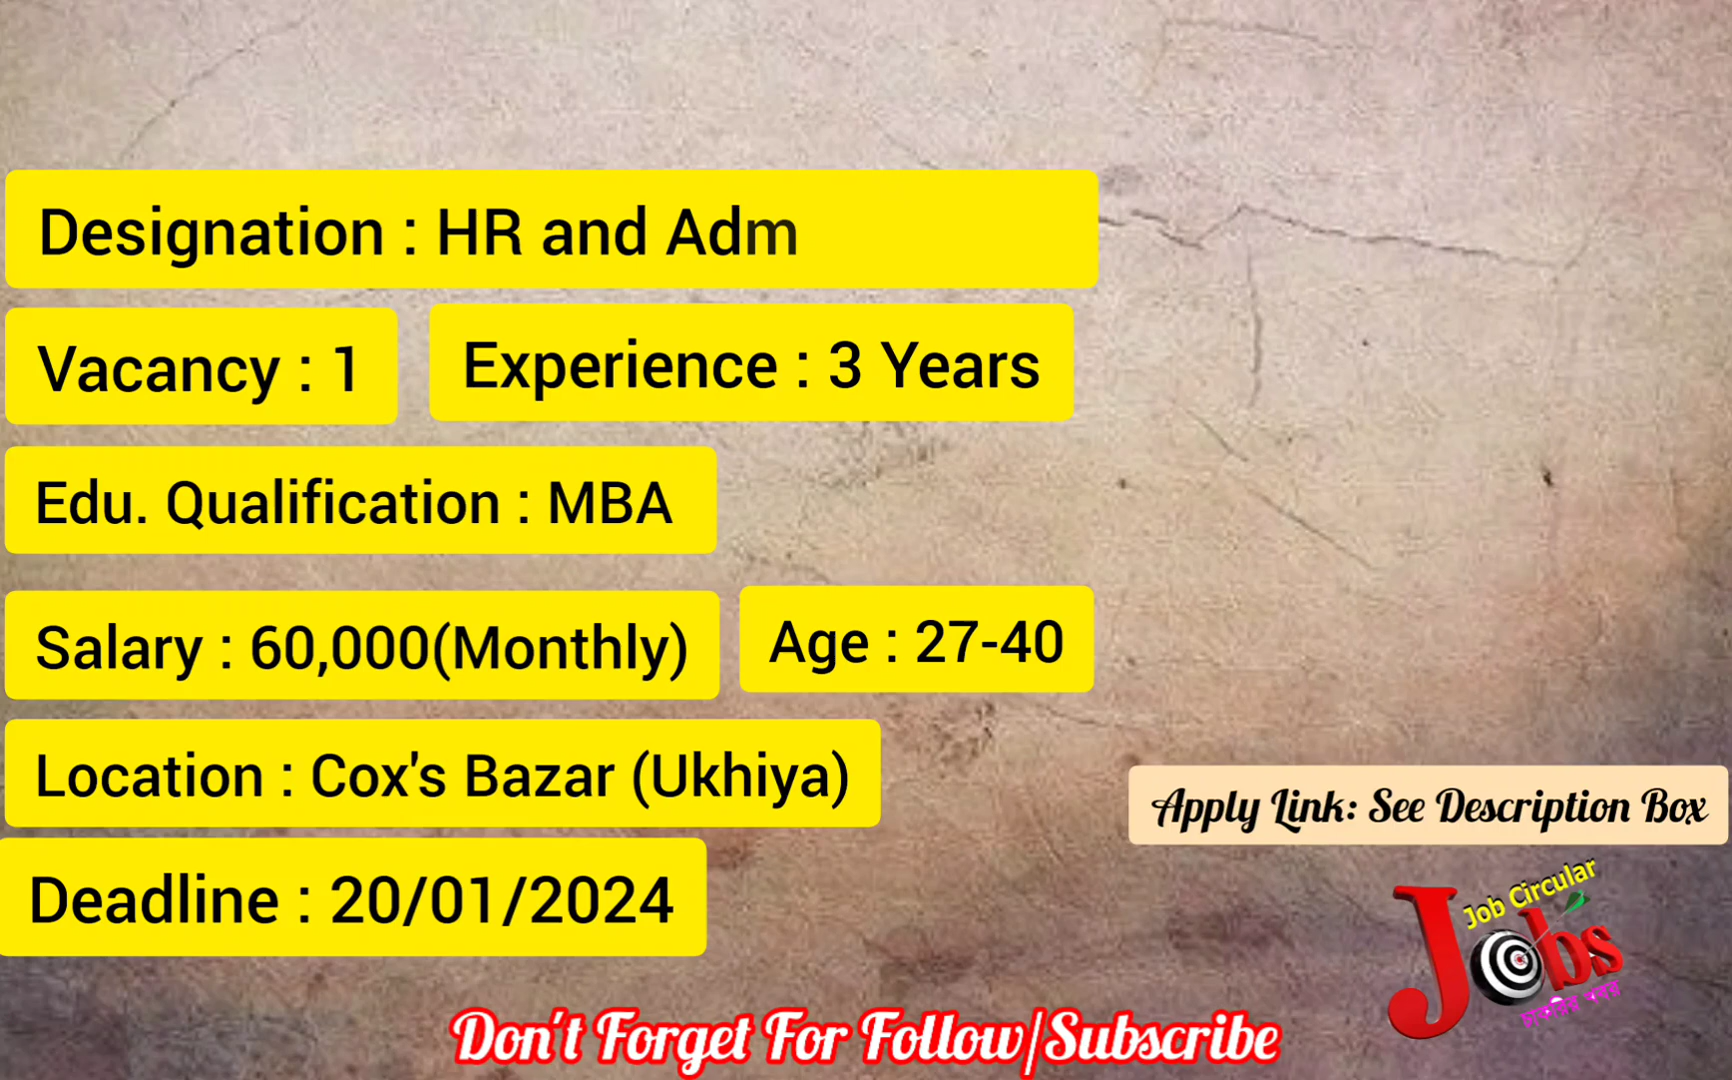 Designation : HR and Adm
Vacancy : 1
Experience : 3 Years
Edu. Qualification : MBA
Salary : 60,000(Monthly)
Age : 27-40
Location : Cox's Bazar (Ukhiya)
Apply Link: See Description Box
Deadline : 20/01/2024
Job Circular
Jobs
চাকরির খবর
Don't Forget For Follow/Subscribe